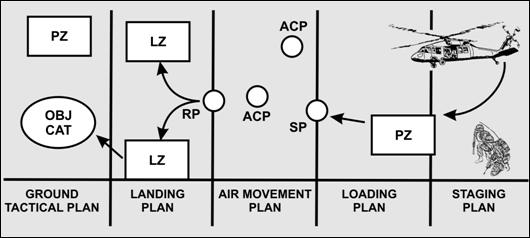 PZ
LZ
ACP
OBJ
CAT
RP
ACP
SP
PZ
LZ
GROUND
TACTICAL PLAN
LANDING
PLAN
AIR MOVEMENT
PLAN
LOADING
PLAN
STAGING
PLAN